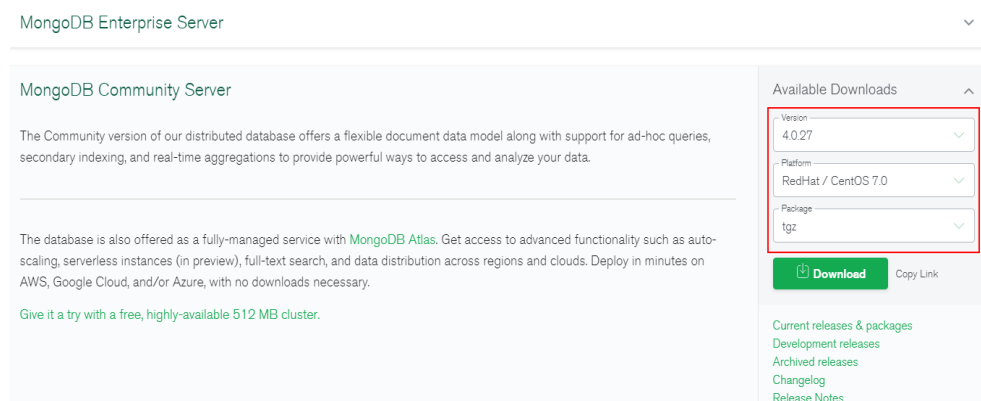 MongoDB Enterprise Server
MongoDB Community Server
The Community version of our distributed database offers a flexible document data model along with support for ad-hoc queries,
secondary indexing, and real-time aggregations to provide powerful ways to access and analyze your data.
The database is also offered as a fully-managed service with MongoDB Atlas. Get access to advanced functionality such as auto-
scaling, serverless instances (in preview), full-text search, and data distribution across regions and clouds. Deploy in minutes on
AWS, Google Cloud, and/or Azure, with no downloads necessary.
Give it a try with a free, highly-available 512 MB cluster.
Available Downloads
Version
4.0.27
Platform
RedHat / CentOS 7.0
Package
tgz
Download Copy Link
Current releases & packages
Development releases
Archived releases
Changelog
Release Notes